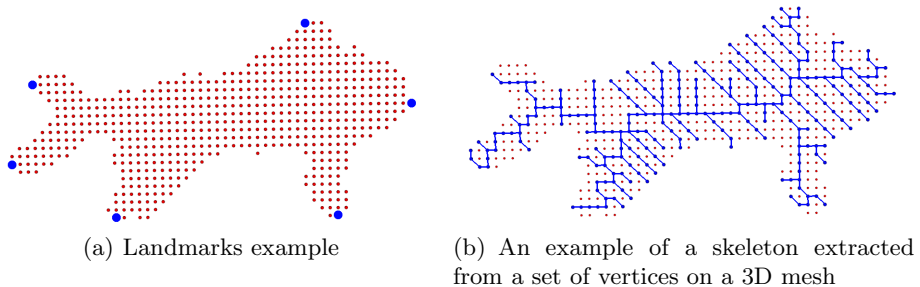 (a) Landmarks example
(b) An example of a skeleton extracted
from a set of vertices on a 3D mesh